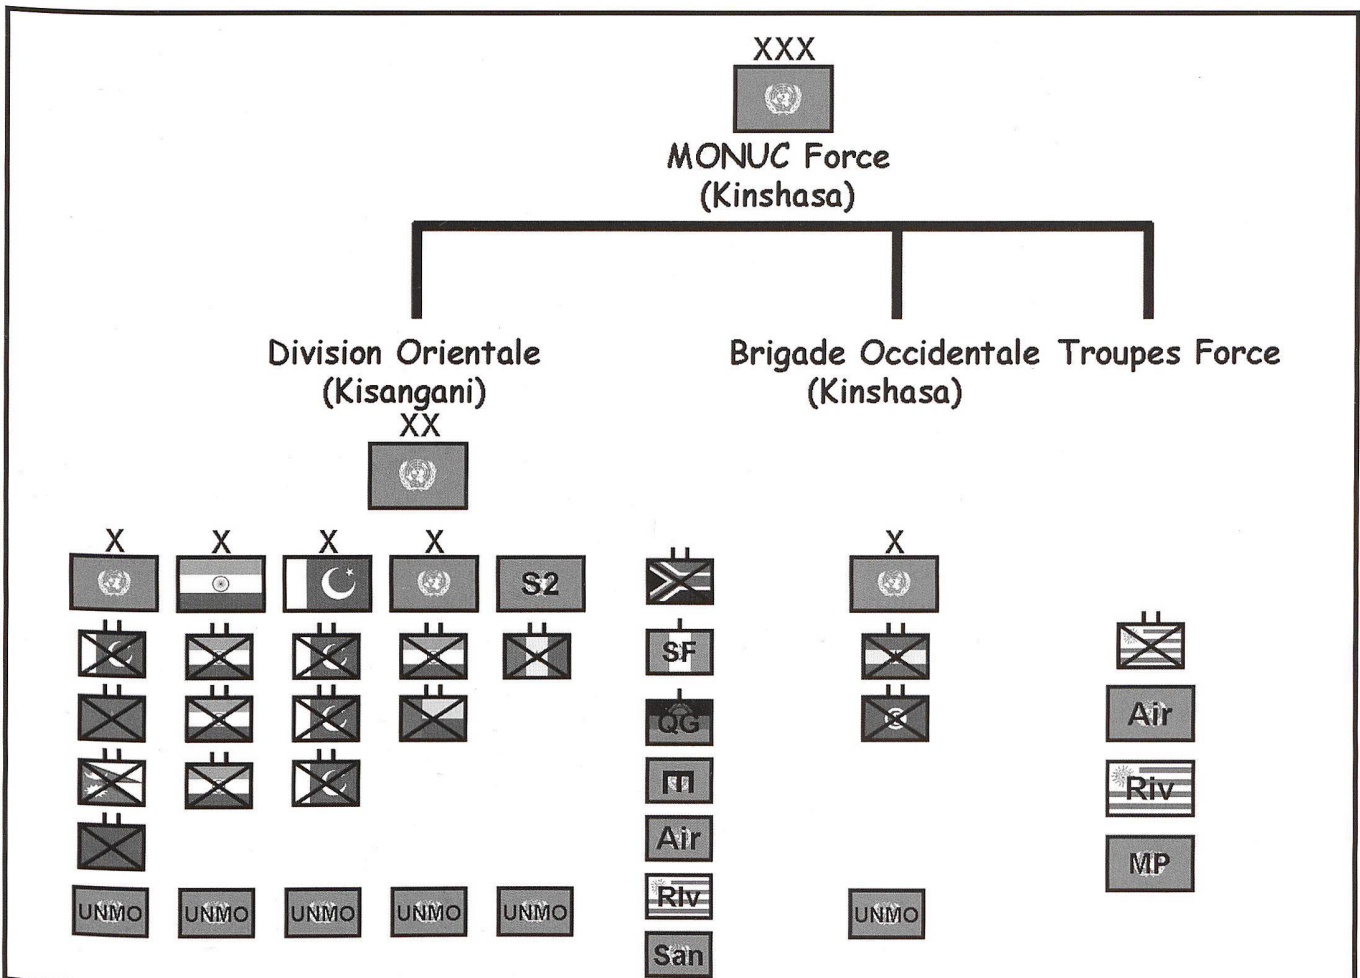 XXX
MONUC Force
(Kinshasa)
Division Orientale
(Kisangani)
XX
Brigade Occidentale
(Kinshasa)
Troupes Force
X X X X X
S2
SF
QG
Air
Riv
MP
Air
Riv
San
UNMO UNMO UNMO UNMO UNMO UNMO